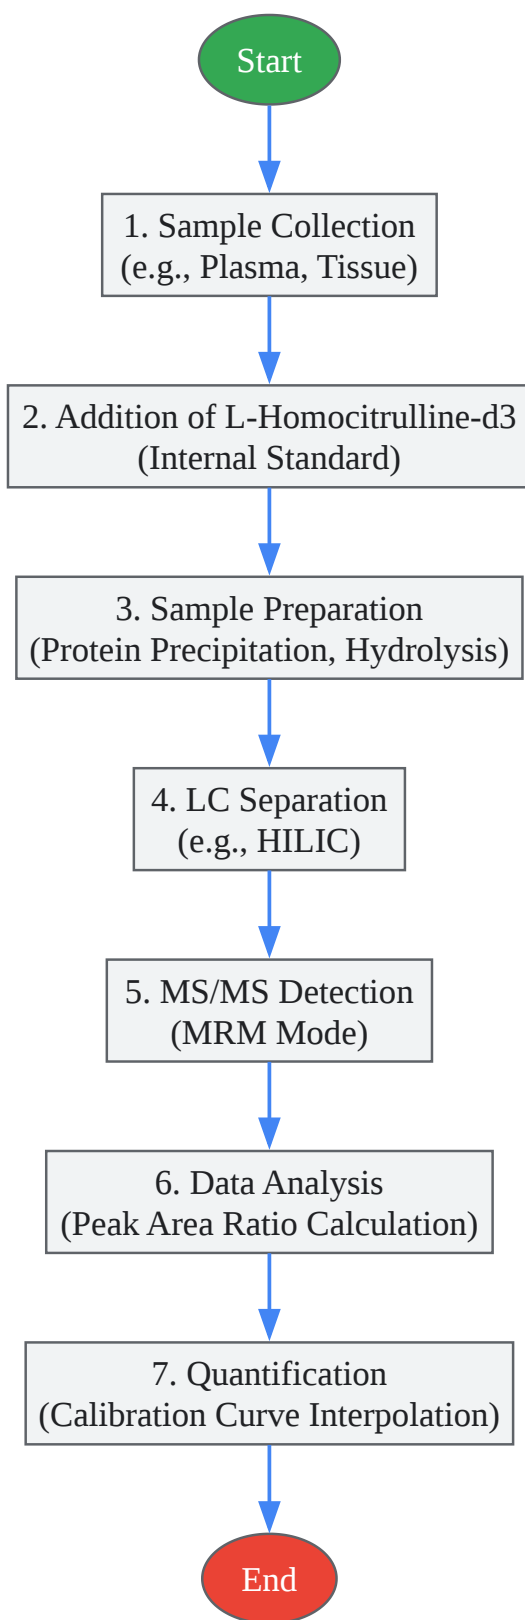 Start
1. Sample Collection
(e.g., Plasma, Tissue)
2. Addition of L-Homocitrulline-d3
(Internal Standard)
3. Sample Preparation
(Protein Precipitation, Hydrolysis)
4. LC Separation
(e.g., HILIC)
5. MS/MS Detection
(MRM Mode)
6. Data Analysis
(Peak Area Ratio Calculation)
7. Quantification
(Calibration Curve Interpolation)
End